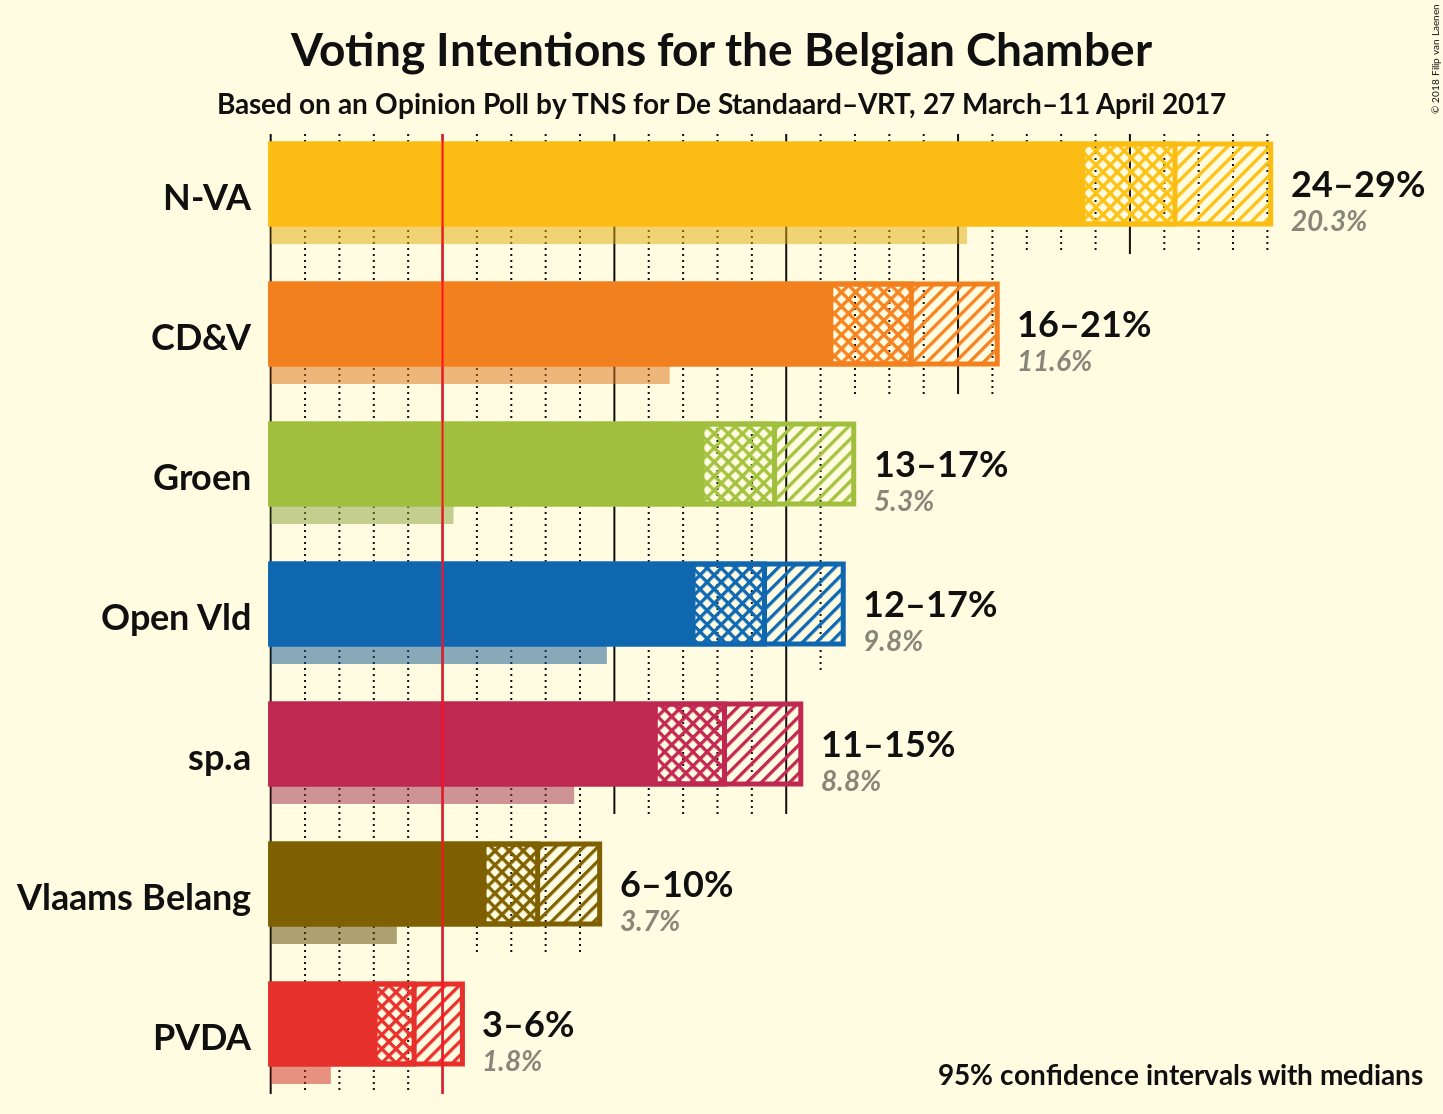 Voting Intentions for the Belgian Chamber
Based on an Opinion Poll by TNS for De Standaard–VRT, 27 March–11 April 2017
© 2018 Filip van Laenen
N-VA
24–29%
20.3%
CD&V
16–21%
11.6%
Groen
13–17%
5.3%
Open Vld
12–17%
9.8%
sp.a
11–15%
8.8%
Vlaams Belang
6–10%
3.7%
PVDA
3–6%
1.8%
95% confidence intervals with medians